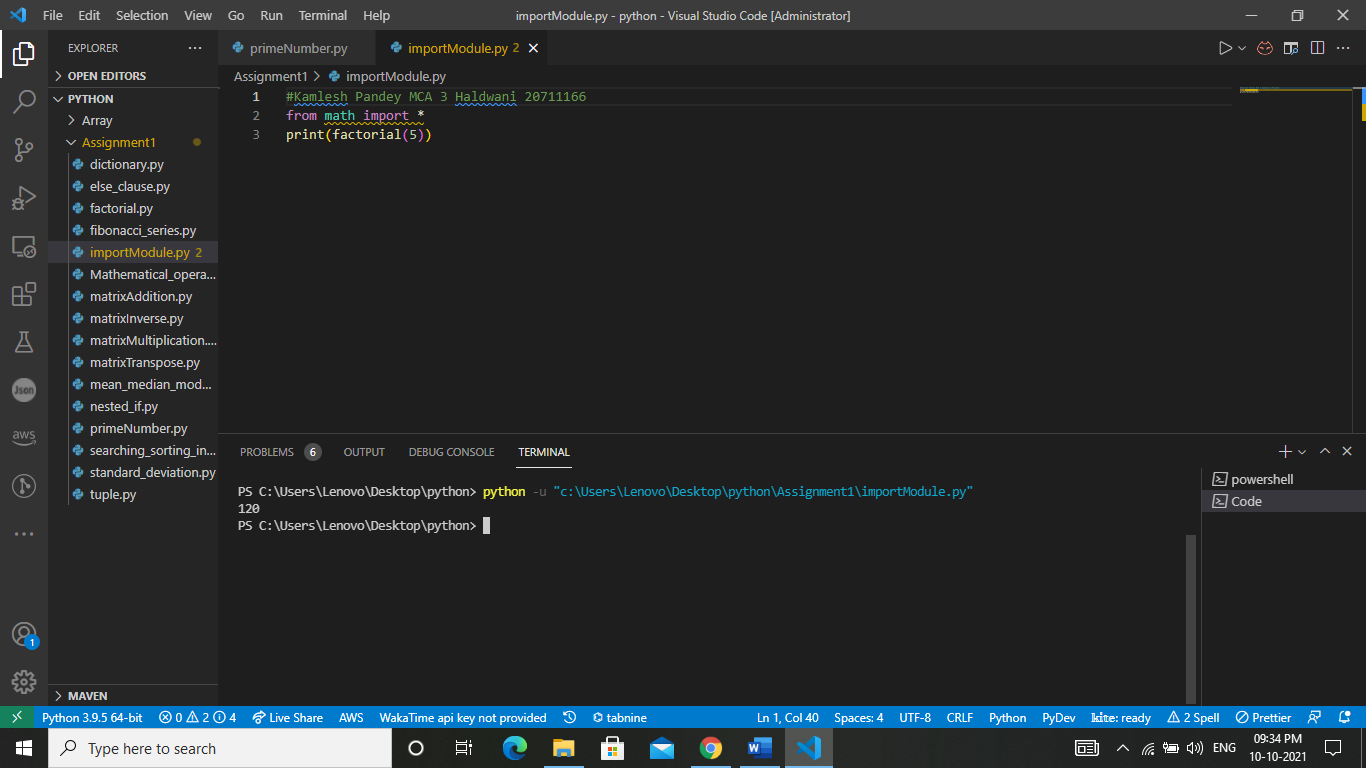 File Edit Selection View Go Run Terminal Help importModule.py - python - Visual Studio Code [Administrator]
EXPLORER
OPEN EDITORS
PYTHON
Array
Assignment1
dictionary.py
else_clause.py
factorial.py
fibonacci_series.py
importModule.py 2
Mathematical_opera...
matrixAddition.py
matrixInverse.py
matrixMultiplication....
matrixTranspose.py
mean_median_mod...
nested_if.py
primeNumber.py
searching_sorting_in...
standard_deviation.py
tuple.py
MAVEN
Json
aws
1
primeNumber.py importModule.py 2
Assignment1 > importModule.py
1 #Kamlesh Pandey MCA 3 Haldwani 20711166
2 from math import *
3 print(factorial(5))
PROBLEMS 6 OUTPUT DEBUG CONSOLE TERMINAL
PS C:\Users\Lenovo\Desktop\python> python -u "c:\Users\Lenovo\Desktop\python\Assignment1\importModule.py"
120
PS C:\Users\Lenovo\Desktop\python>
powershell
Code
Python 3.9.5 64-bit 0 2 4 Live Share AWS WakaTime api key not provided tabnine Ln 1, Col 40 Spaces: 4 UTF-8 CRLF Python PyDev kite: ready 2 Spell Prettier
Type here to search ENG 09:34 PM
10-10-2021